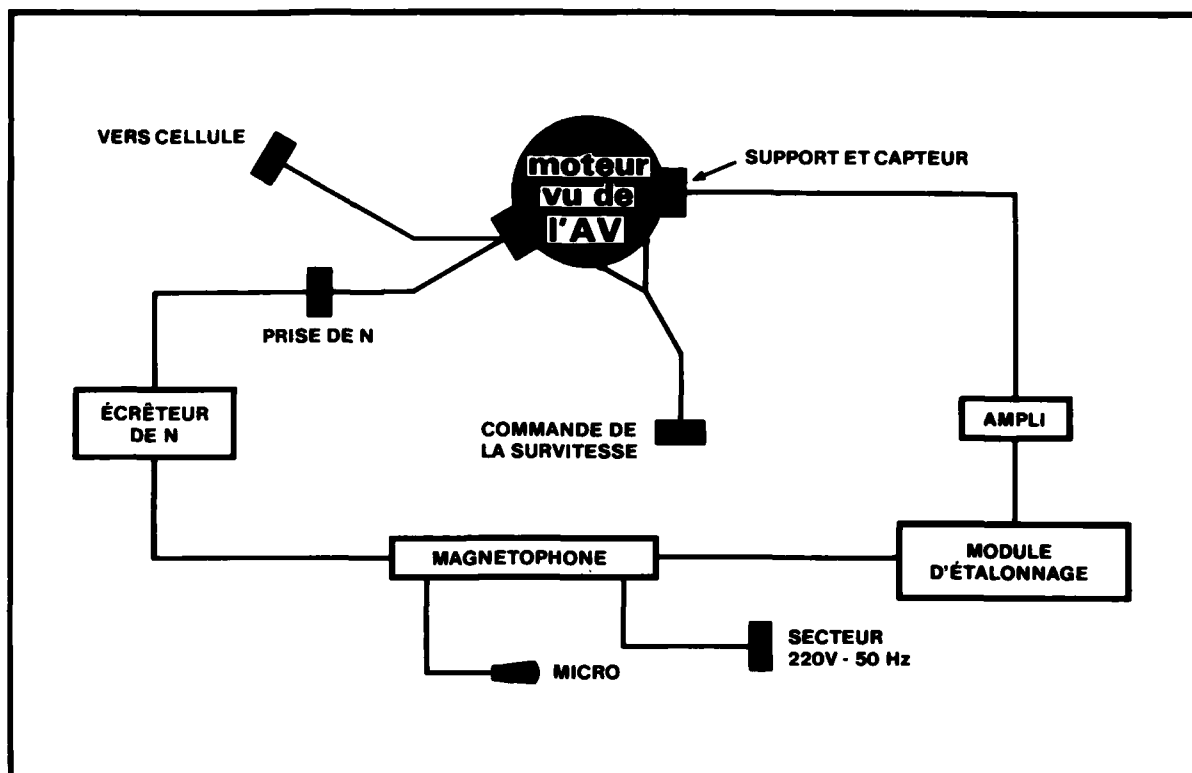 VERS CELLULE
moteur
vu de
l'AV
SUPPORT ET CAPTEUR
PRISE DE N
ÉCRÊTEUR
DE N
COMMANDE DE
LA SURVITESSE
AMPLI
MAGNETOPHONE
MODULE
D'ÉTALONNAGE
MICRO
SECTEUR
220V - 50 Hz